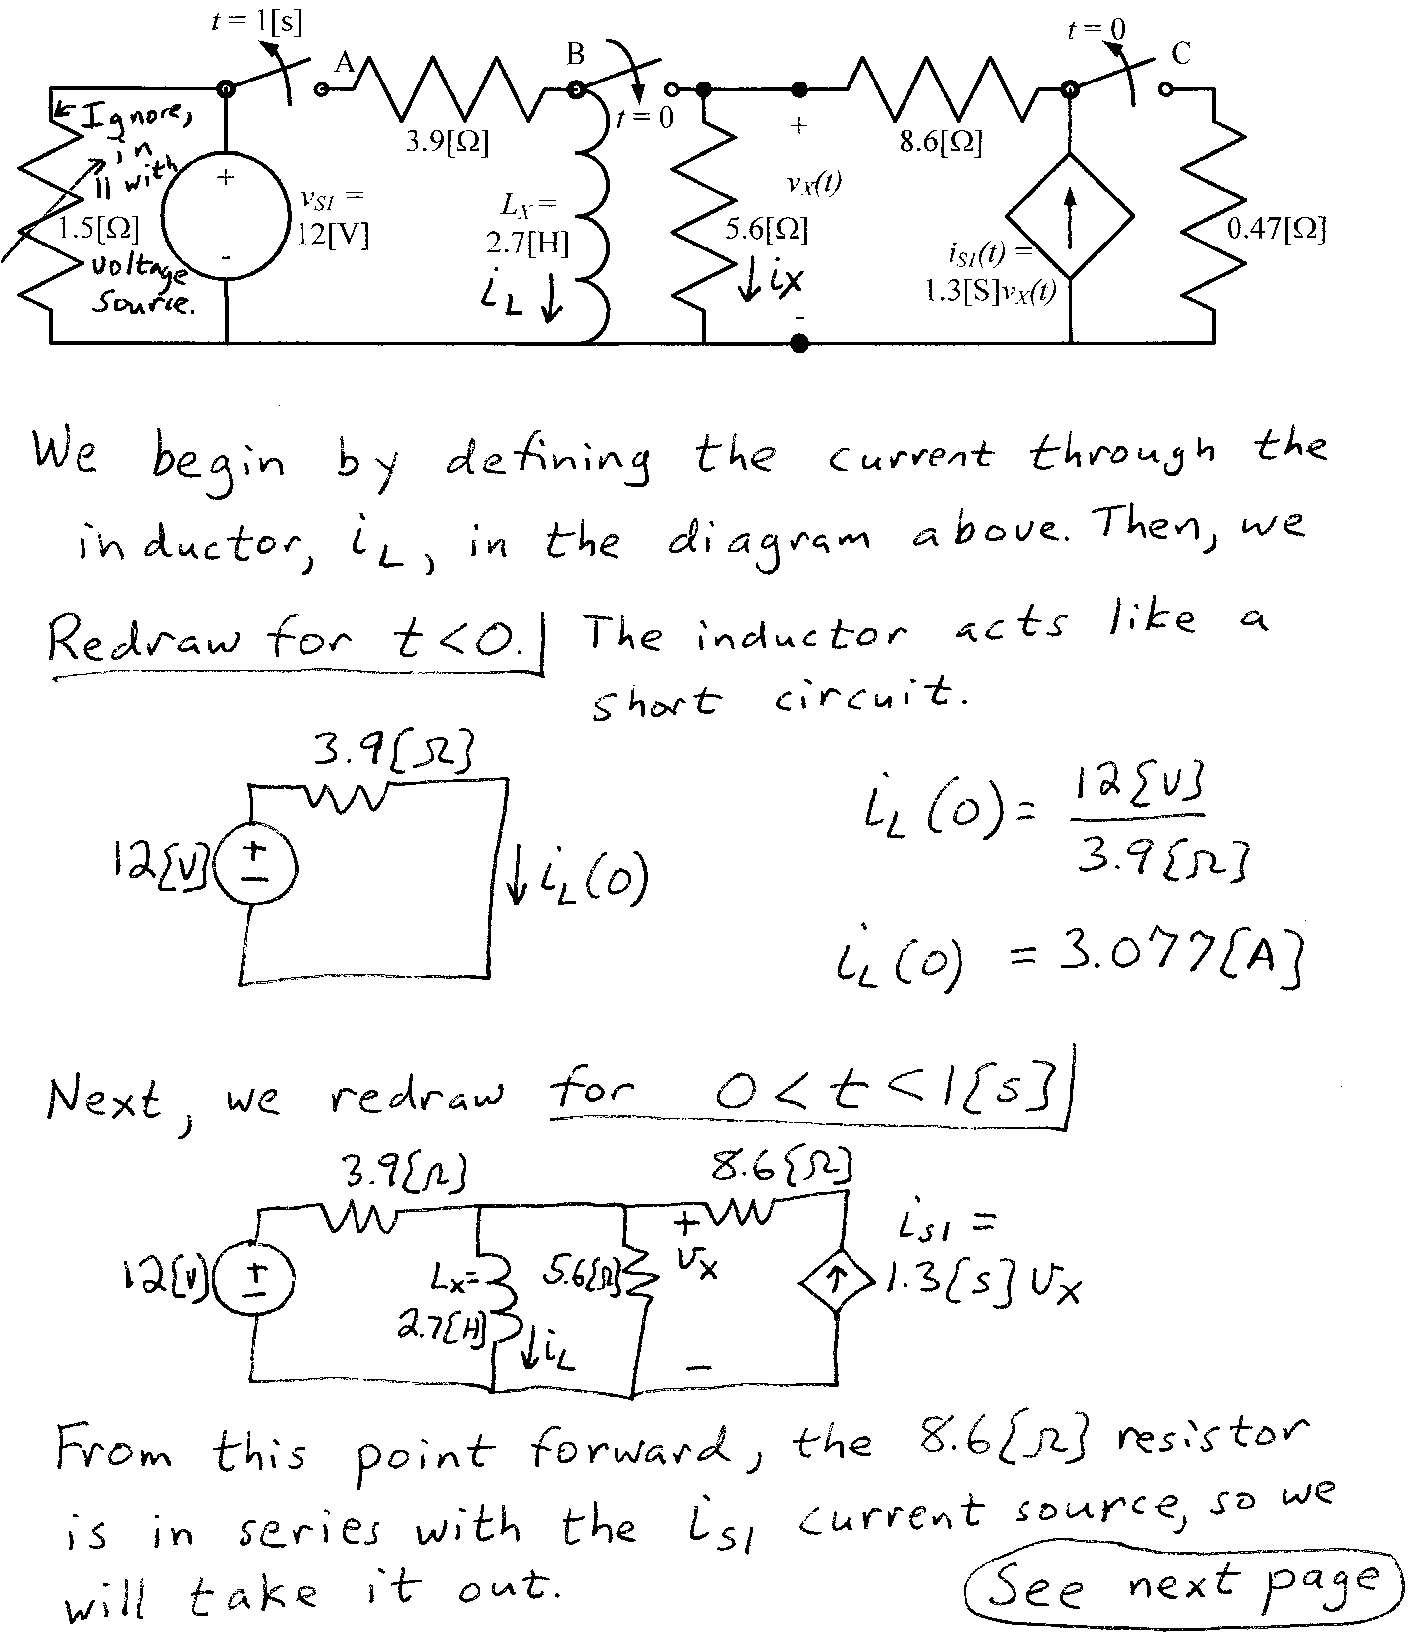 t = 1[s]
A
B
t = 0
C
t = 0
← Ignore,
in
|| with
voltage
source.
1.5[Ω]
+
-
vS1 =
12[V]
3.9[Ω]
LX =
2.7[H]
iL ↓
5.6[Ω]
↓ iX
+
vX(t)
-
8.6[Ω]
iS1(t) =
1.3[S]vX(t)
0.47[Ω]
We begin by defining the current through the
inductor, iL, in the diagram above. Then, we
Redraw for t<0. The inductor acts like a
short circuit.
3.9[Ω]
12[V]
+
-
↓ iL(0)
iL(0) = 12[V]
3.9[Ω]
iL(0) = 3.077[A]
Next, we redraw for 0<t<1[s]
3.9[Ω]
8.6[Ω]
12[V]
+
-
LX=
2.7[H]
↓ iL
5.6[Ω]
+
vX
-
iS1 =
1.3[S] vX
From this point forward, the 8.6[Ω] resistor
is in series with the iS1 current source, so we
will take it out.
See next page